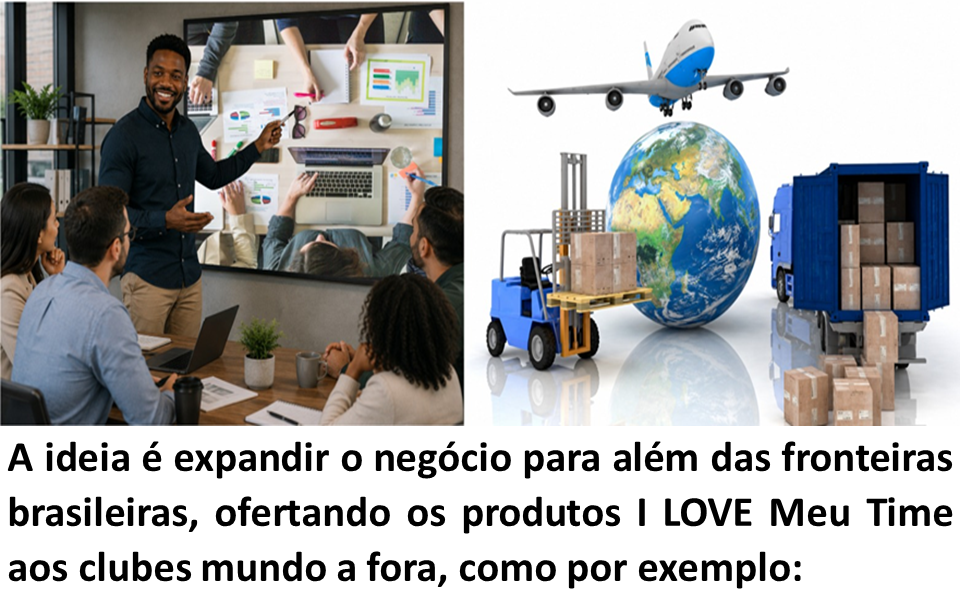 A ideia é expandir o negócio para além das fronteiras
brasileiras, ofertando os produtos I LOVE Meu Time
aos clubes mundo a fora, como por exemplo: